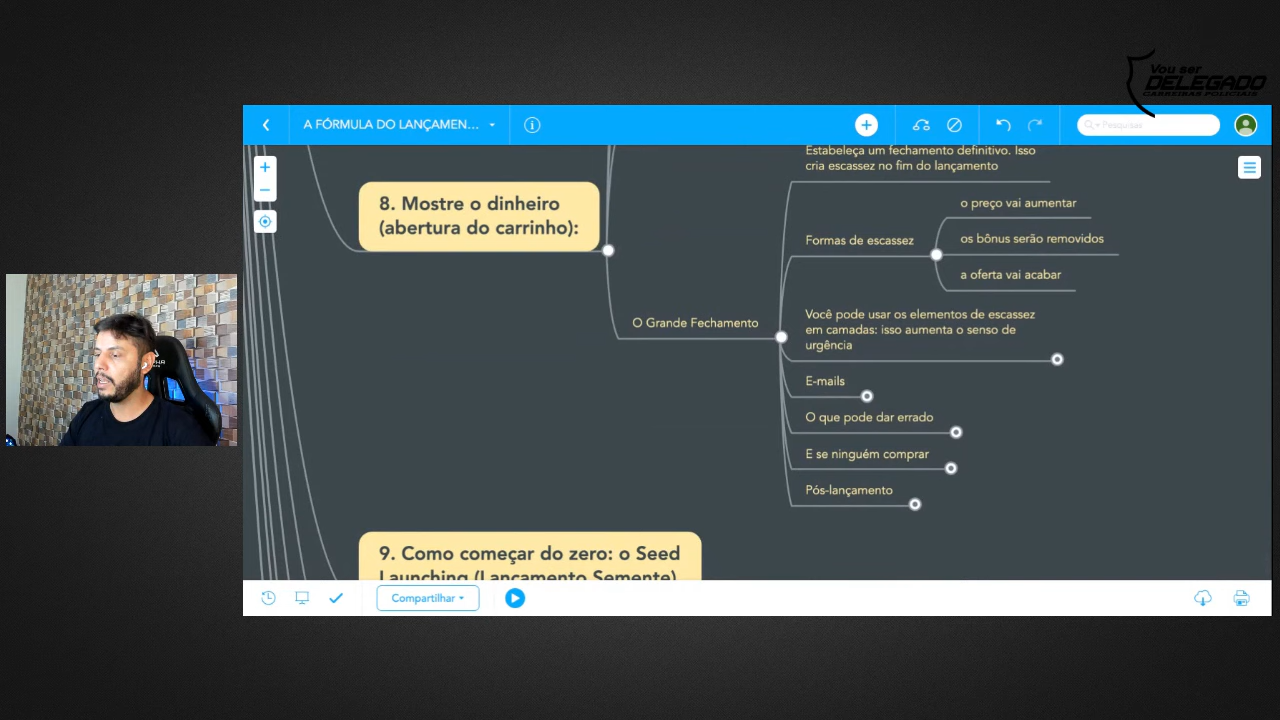 Vou ser
DELEGADO
CARREIRAS POLICIAIS
A FÓRMULA DO LANÇAMEN...
Pesquisar
Estabeleça um fechamento definitivo. Isso
cria escassez no fim do lançamento
8. Mostre o dinheiro
(abertura do carrinho):
o preço vai aumentar
Formas de escassez
os bônus serão removidos
a oferta vai acabar
O Grande Fechamento
Você pode usar os elementos de escassez
em camadas: isso aumenta o senso de
urgência
E-mails
O que pode dar errado
E se ninguém comprar
Pós-lançamento
9. Como começar do zero: o Seed
Launching (Lançamento Semente)
Compartilhar